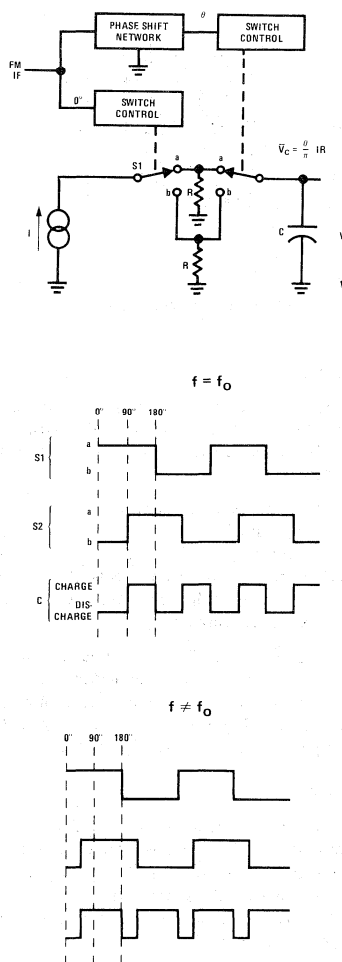 PHASE SHIFT
NETWORK
θ
SWITCH
CONTROL
FM
IF
0°
SWITCH
CONTROL
S1
a
a
V̄C = θ/π IR
R
b
b
I
C
R
f = fo
0° 90° 180°
S1
a
b
S2
a
b
C
CHARGE
DIS-
CHARGE
f ≠ fo
0° 90° 180°